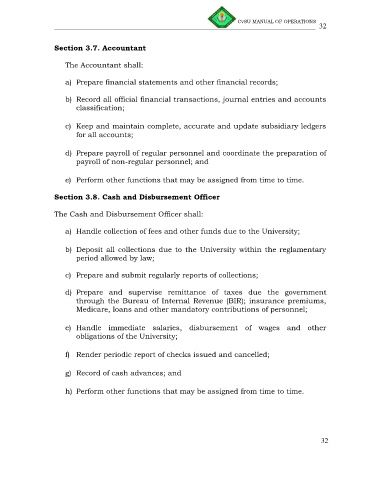 CvSU MANUAL OF OPERATIONS
32
Section 3.7. Accountant
The Accountant shall:
a) Prepare financial statements and other financial records;
b) Record all official financial transactions, journal entries and accounts
classification;
c) Keep and maintain complete, accurate and update subsidiary ledgers
for all accounts;
d) Prepare payroll of regular personnel and coordinate the preparation of
payroll of non-regular personnel; and
e) Perform other functions that may be assigned from time to time.
Section 3.8. Cash and Disbursement Officer
The Cash and Disbursement Officer shall:
a) Handle collection of fees and other funds due to the University;
b) Deposit all collections due to the University within the reglamentary
period allowed by law;
c) Prepare and submit regularly reports of collections;
d) Prepare and supervise remittance of taxes due the government
through the Bureau of Internal Revenue (BIR); insurance premiums,
Medicare, loans and other mandatory contributions of personnel;
e) Handle immediate salaries, disbursement of wages and other
obligations of the University;
f) Render periodic report of checks issued and cancelled;
g) Record of cash advances; and
h) Perform other functions that may be assigned from time to time.
32